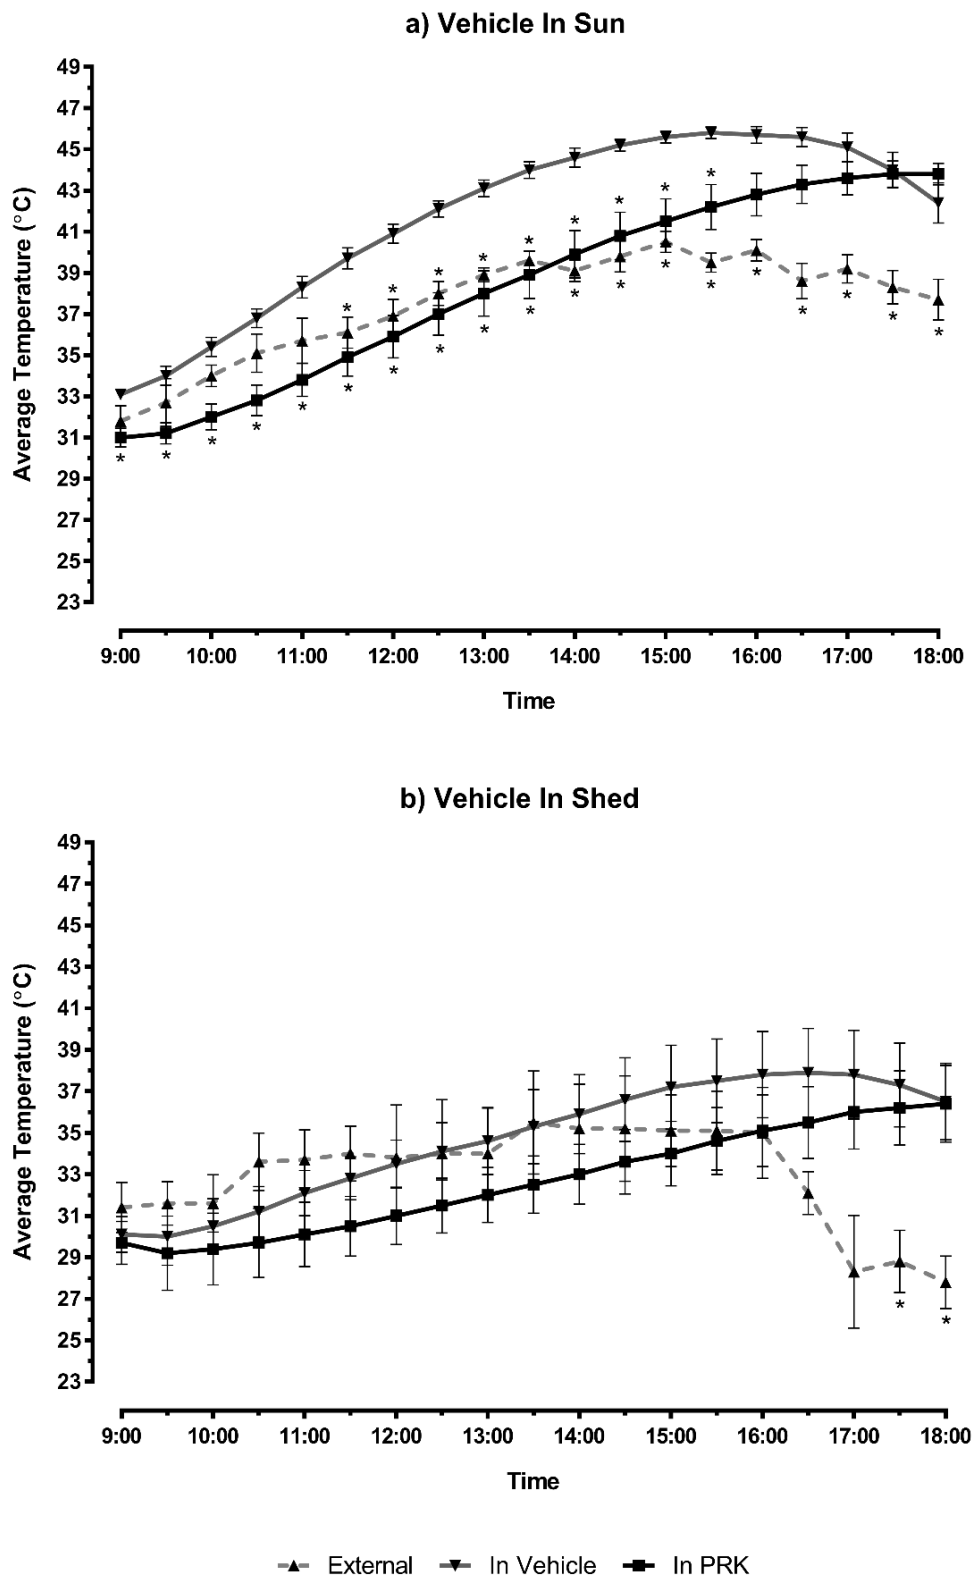 a) Vehicle In Sun
Average Temperature (°C)
49
47
45
43
41
39
37
35
33
31
29
27
25
23
* * * * * * * * * *
* * * * * * * * * * * * * * * * * * *
9:00 10:00 11:00 12:00 13:00 14:00 15:00 16:00 17:00 18:00
Time
b) Vehicle In Shed
Average Temperature (°C)
49
47
45
43
41
39
37
35
33
31
29
27
25
23
* *
9:00 10:00 11:00 12:00 13:00 14:00 15:00 16:00 17:00 18:00
Time
External In Vehicle In PRK